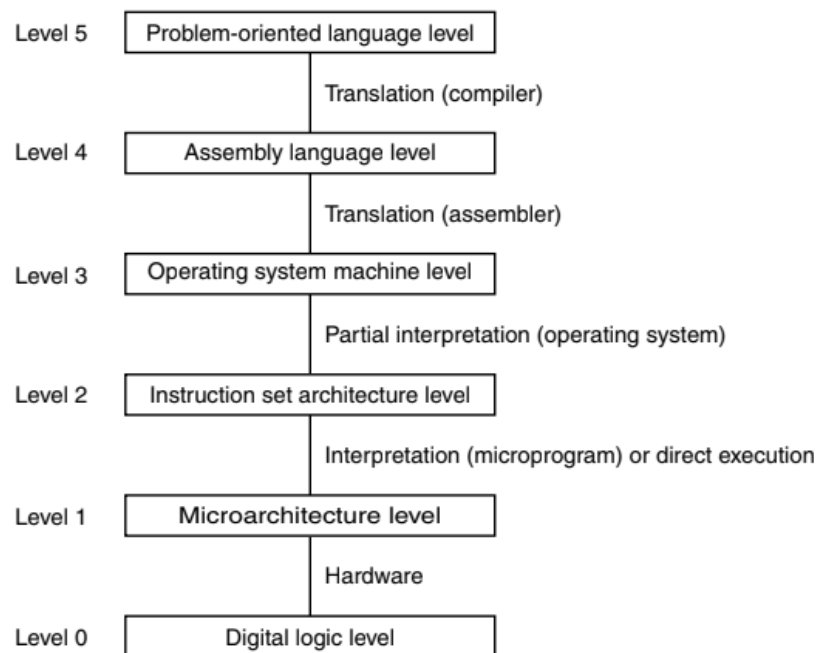 Level 5 Problem-oriented language level
Translation (compiler)
Level 4 Assembly language level
Translation (assembler)
Level 3 Operating system machine level
Partial interpretation (operating system)
Level 2 Instruction set architecture level
Interpretation (microprogram) or direct execution
Level 1 Microarchitecture level
Hardware
Level 0 Digital logic level